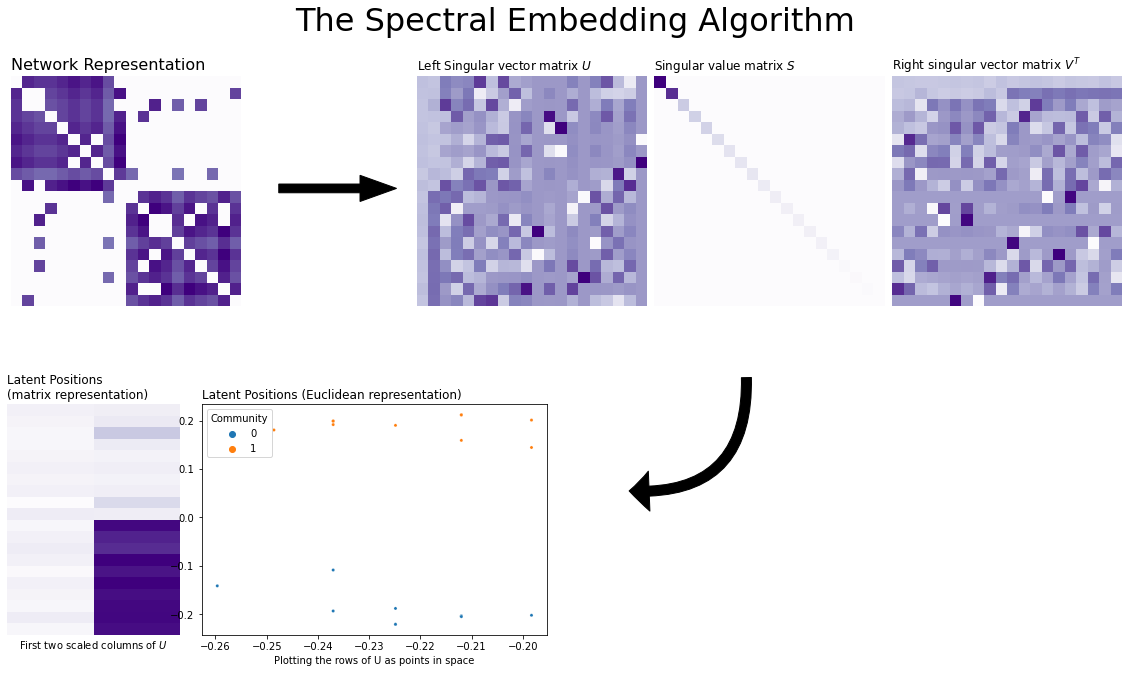 The Spectral Embedding Algorithm
Network Representation
Left Singular vector matrix U
Singular value matrix S
Right singular vector matrix V^T
Latent Positions
(matrix representation)
Latent Positions (Euclidean representation)
Community
0
1
0.2
0.1
0.0
−0.1
−0.2
−0.26 −0.25 −0.24 −0.23 −0.22 −0.21 −0.20
First two scaled columns of U
Plotting the rows of U as points in space